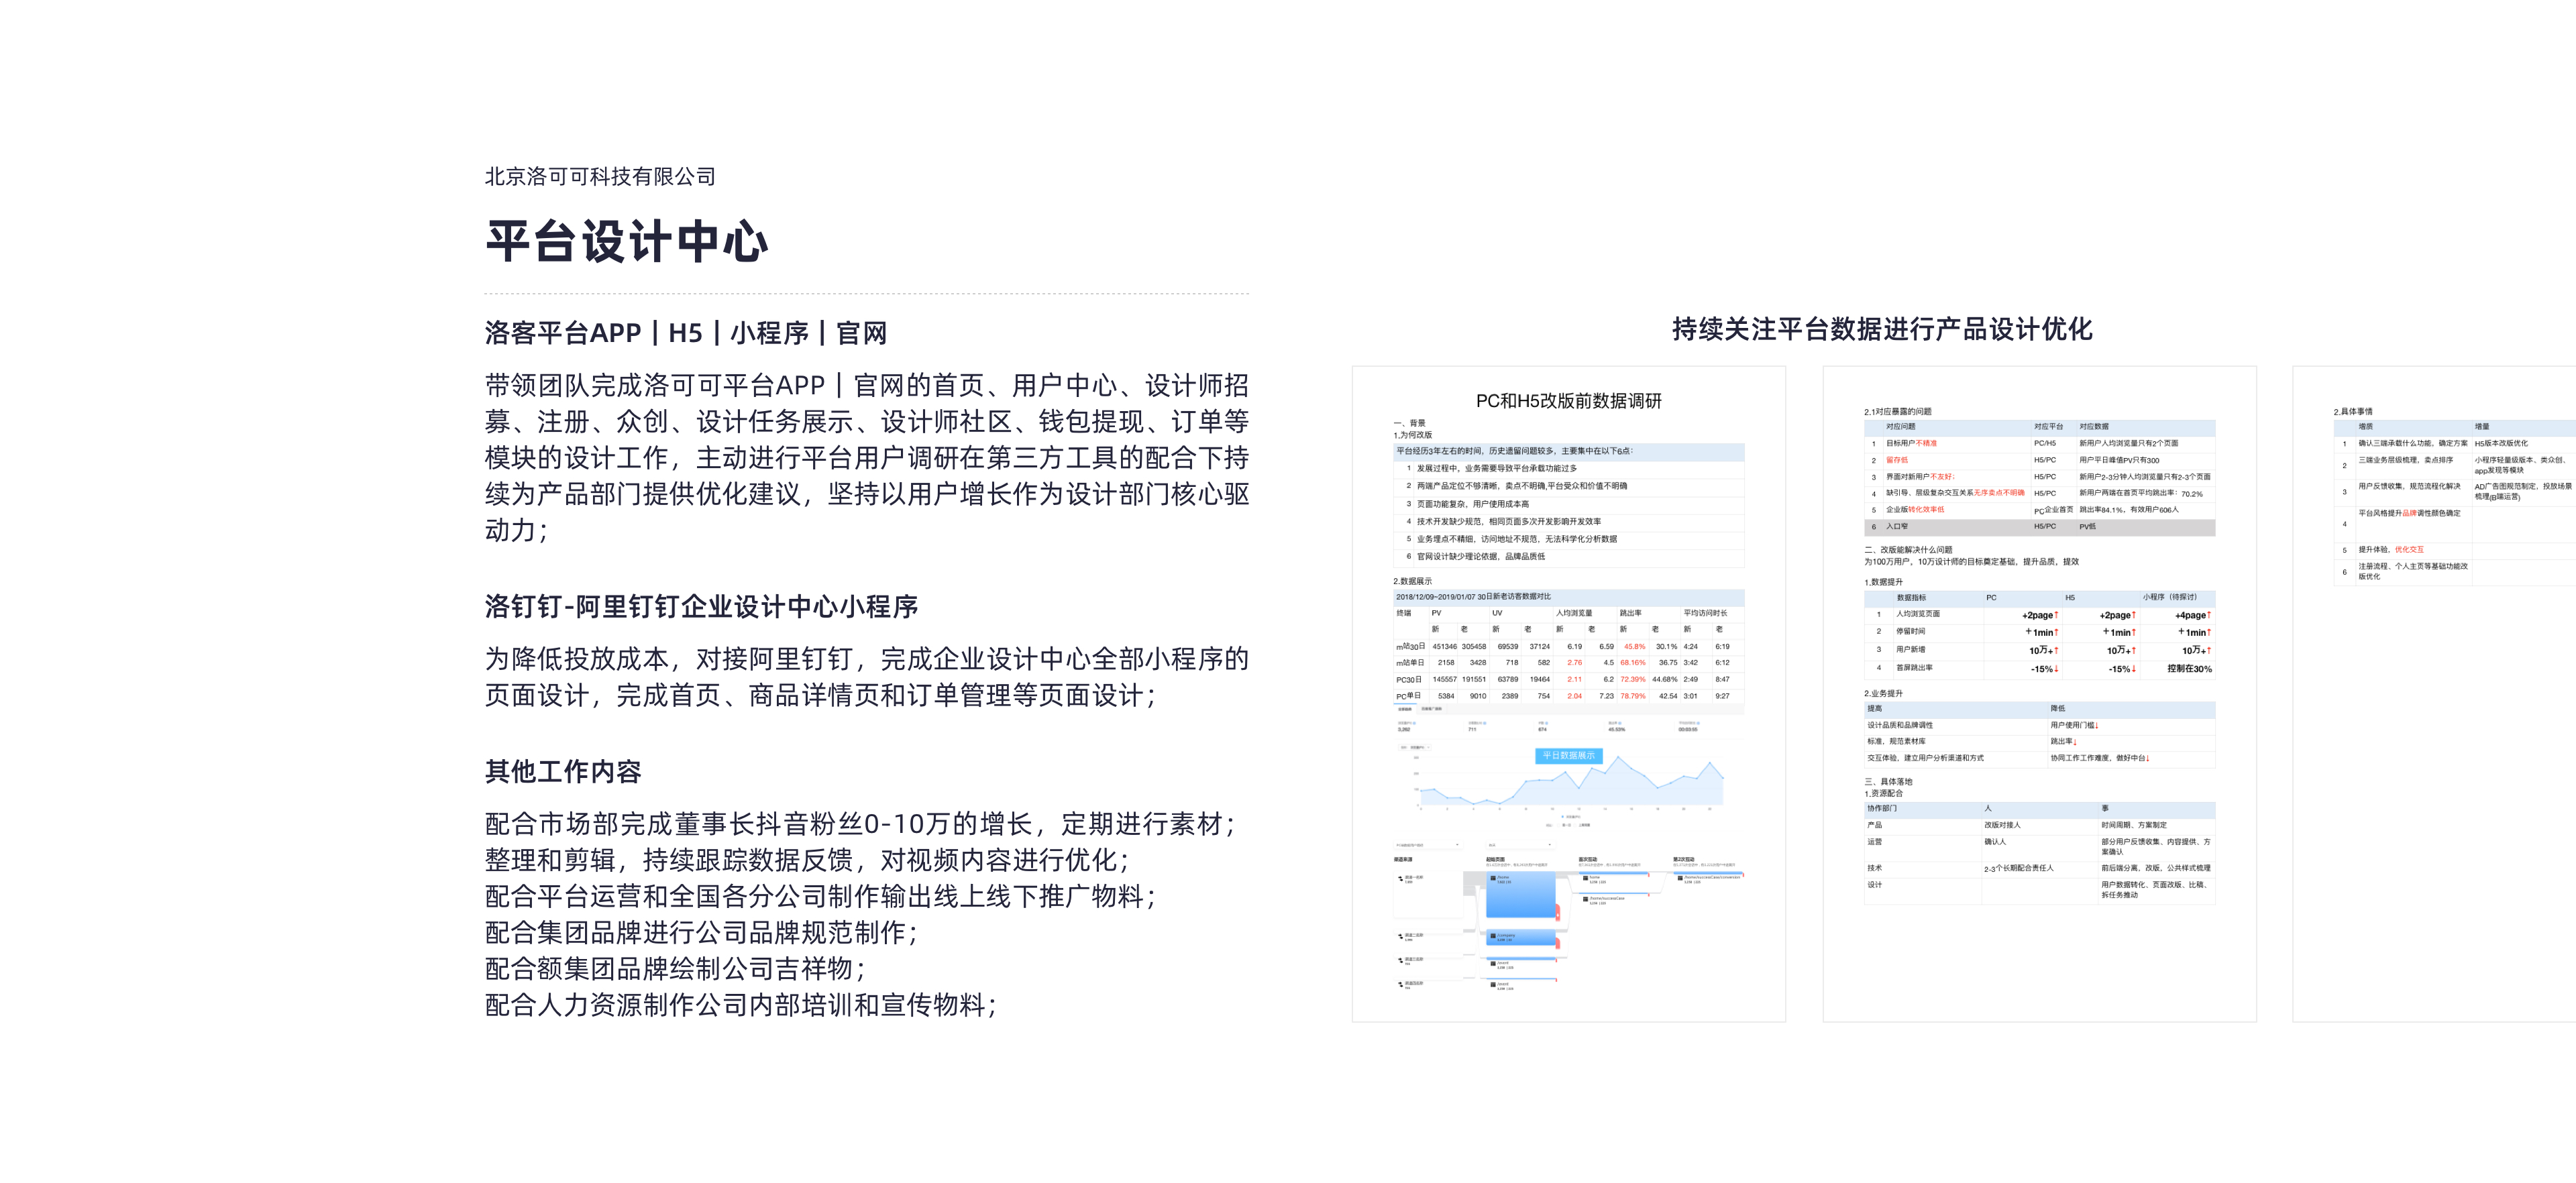 北京洛可可科技有限公司
平台设计中心
洛客平台APP | H5 | 小程序 | 官网
带领团队完成洛可可平台APP | 官网的首页、用户中心、设计师招
募、注册、众创、设计任务展示、设计师社区、钱包提现、订单等
模块的设计工作，主动进行平台用户调研在第三方工具的配合下持
续为产品部门提供优化建议，坚持以用户增长作为设计部门核心驱
动力；
洛钉钉-阿里钉钉企业设计中心小程序
为降低投放成本，对接阿里钉钉，完成企业设计中心全部小程序的
页面设计，完成首页、商品详情页和订单管理等页面设计；
其他工作内容
配合市场部完成董事长抖音粉丝0-10万的增长，定期进行素材；
整理和剪辑，持续跟踪数据反馈，对视频内容进行优化；
配合平台运营和全国各分公司制作输出线上线下推广物料；
配合集团品牌进行公司品牌规范制作；
配合额集团品牌绘制公司吉祥物；
配合人力资源制作公司内部培训和宣传物料；
持续关注平台数据进行产品设计优化
PC和H5改版前数据调研
一、背景
1.为何改版
平台经历3年左右的时间，历史遗留问题较多，主要集中在以下6点：
1 发展过程中，业务需要导致平台承载功能过多
2 两端产品定位不够清晰，卖点不明确,平台受众和价值不明确
3 页面功能复杂，用户使用成本高
4 技术开发缺少规范，相同页面多次开发影响开发效率
5 业务埋点不精细，访问地址不规范，无法科学化分析数据
6 官网设计缺少理论依据，品牌品质低
2.数据展示
2018/12/09~2019/01/07 30日新老访客数据对比
终端 PV UV 人均浏览量 跳出率 平均访问时长
新 老 新 老 新 老 新 老 新 老
m站30日 451346 305458 69539 37124 6.19 6.59 45.8% 30.1% 4:24 6:19
m站单日 2158 3428 718 582 2.76 4.5 68.16% 36.75 3:42 6:12
PC30日 145557 191551 63789 19464 2.11 6.2 72.39% 44.68% 2:49 8:47
PC单日 5384 9010 2389 754 2.04 7.23 78.79% 42.54 3:01 9:27
平日数据展示
渠道来源 起始页面 首次互动 第2次互动
2.1对应暴露的问题
对应问题 对应平台 对应数据
1 目标用户不精准 PC/H5 新用户人均浏览量只有2个页面
2 留存低 H5/PC 用户平日峰值PV只有300
3 界面对新用户不友好； H5/PC 新用户2-3分钟人均浏览量只有2-3个页面
4 缺引导、层级复杂交互关系无序卖点不明确 H5/PC 新用户两端在首页平均跳出率：70.2%
5 企业版转化效率低 PC企业首页 跳出率84.1%，有效用户606人
6 入口窄 H5/PC PV低
二、改版能解决什么问题
为100万用户，10万设计师的目标奠定基础，提升品质，提效
1.数据提升
数据指标 PC H5 小程序（待探讨）
1 人均浏览页面 +2page↑ +2page↑ +4page↑
2 停留时间 +1min↑ +1min↑ +1min↑
3 用户新增 10万+↑ 10万+↑ 10万+↑
4 首屏跳出率 -15%↓ -15%↓ 控制在30%
2.业务提升
提高 降低
设计品质和品牌调性 用户使用门槛↓
标准、规范素材库 跳出率↓
交互体验，建立用户分析渠道和方式 协同工作工作难度，做好中台↓
三、具体落地
1.资源配合
协作部门 人 事
产品 改版对接人 时间周期、方案制定
运营 确认人 部分用户反馈收集、内容提供、方
案确认
技术 2-3个长期配合责任人 前后端分离，改版，公共样式梳理
设计 用户数据转化、页面改版、比稿、
拆任务推动
2.具体事情
增质 增量
1 确认三端承载什么功能，确定方案 H5版本改版优化
2 三端业务层级梳理，卖点排序 小程序轻量级版本、类众创、
app发现等模块
3 用户反馈收集，规范流程化解决 AD广告图规范制定，投放场景
梳理(B端运营)
4 平台风格提升品牌调性颜色确定
5 提升体验、优化交互
6 注册流程、个人主页等基础功能改
版优化